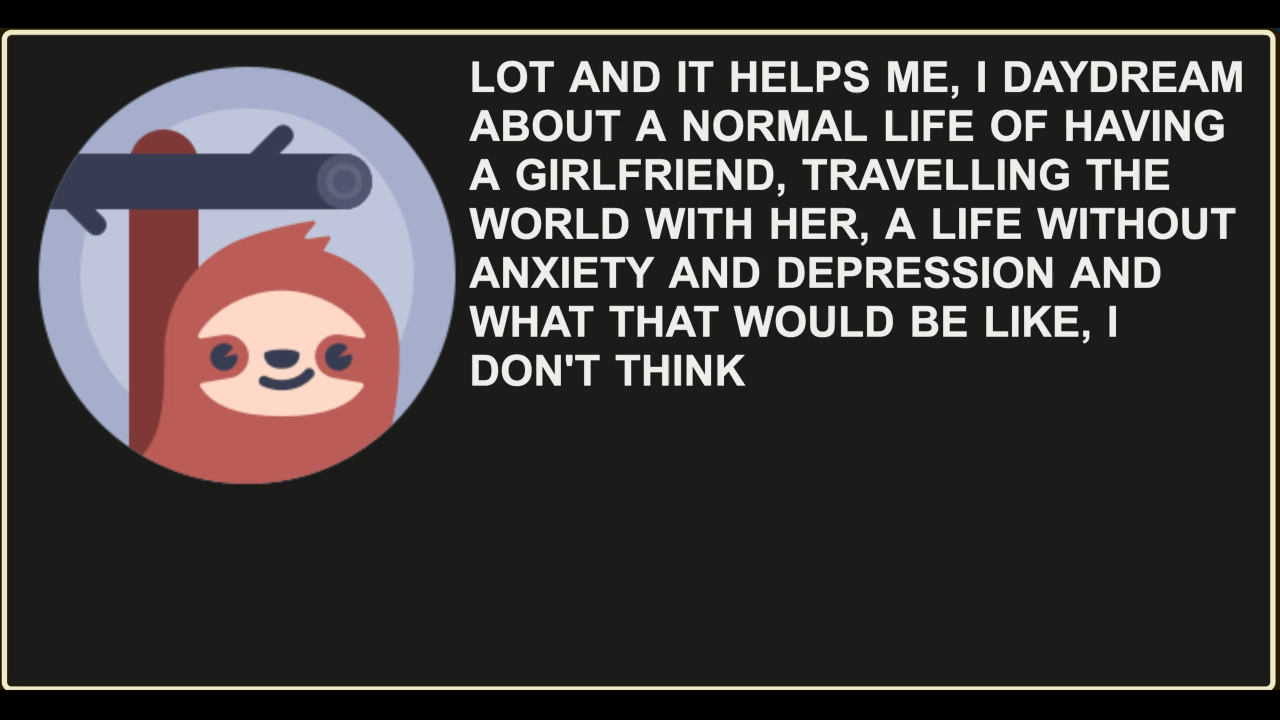 LOT AND IT HELPS ME, I DAYDREAM
ABOUT A NORMAL LIFE OF HAVING
A GIRLFRIEND, TRAVELLING THE
WORLD WITH HER, A LIFE WITHOUT
ANXIETY AND DEPRESSION AND
WHAT THAT WOULD BE LIKE, I
DON'T THINK